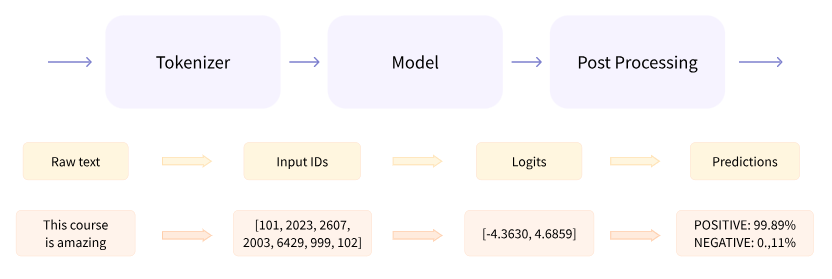 Tokenizer
Model
Post Processing
Raw text
Input IDs
Logits
Predictions
This course
is amazing
[101, 2023, 2607,
2003, 6429, 999, 102]
[-4.3630, 4.6859]
POSITIVE: 99.89%
NEGATIVE: 0.,11%